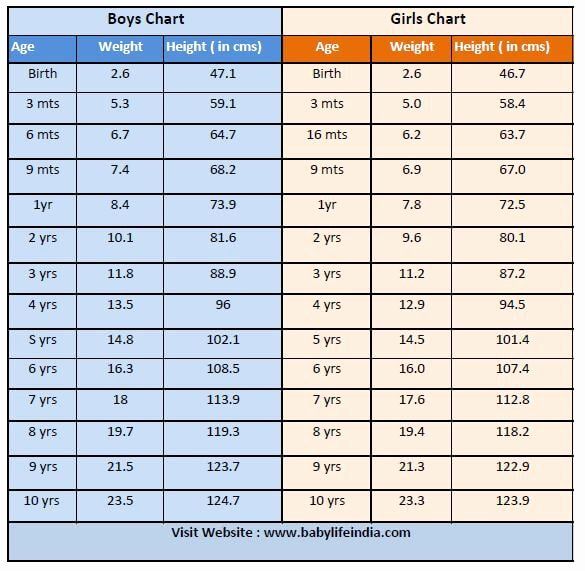 Boys Chart Girls Chart
Age Weight Height ( in cms) Age Weight Height ( in cms)
Birth 2.6 47.1 Birth 2.6 46.7
3 mts 5.3 59.1 3 mts 5.0 58.4
6 mts 6.7 64.7 16 mts 6.2 63.7
9 mts 7.4 68.2 9 mts 6.9 67.0
1yr 8.4 73.9 1yr 7.8 72.5
2 yrs 10.1 81.6 2 yrs 9.6 80.1
3 yrs 11.8 88.9 3 yrs 11.2 87.2
4 yrs 13.5 96 4 yrs 12.9 94.5
S yrs 14.8 102.1 5 yrs 14.5 101.4
6 yrs 16.3 108.5 6 yrs 16.0 107.4
7 yrs 18 113.9 7 yrs 17.6 112.8
8 yrs 19.7 119.3 8 yrs 19.4 118.2
9 yrs 21.5 123.7 9 yrs 21.3 122.9
10 yrs 23.5 124.7 10 yrs 23.3 123.9
Visit Website : www.babylifeindia.com